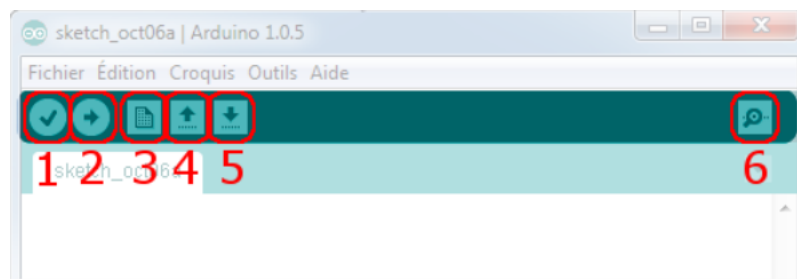 sketch_oct06a | Arduino 1.0.5
Fichier Édition Croquis Outils Aide
1 2 3 4 5 6
sketch_oct06a